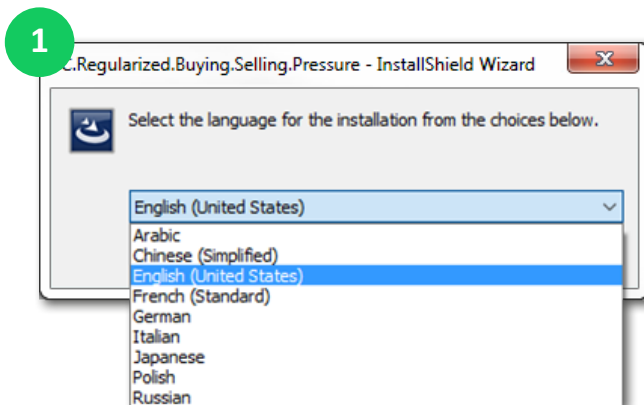 1
C.Regularized.Buying.Selling.Pressure - InstallShield Wizard
Select the language for the installation from the choices below.
English (United States)
Arabic
Chinese (Simplified)
English (United States)
French (Standard)
German
Italian
Japanese
Polish
Russian